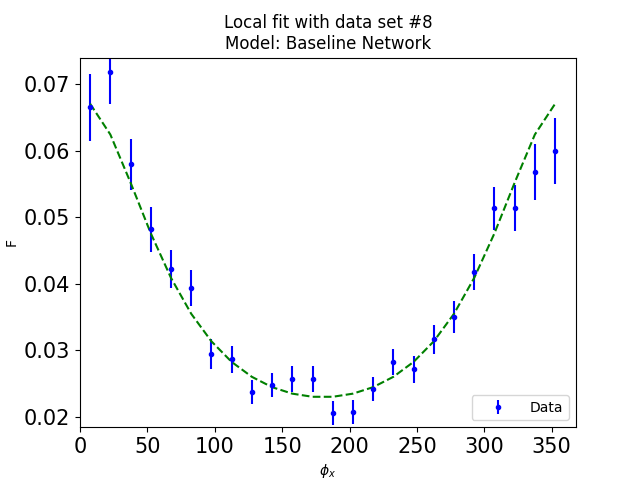 Local fit with data set #8
Model: Baseline Network
F
0.07
0.06
0.05
0.04
0.03
0.02
0 50 100 150 200 250 300 350
ϕx
Data